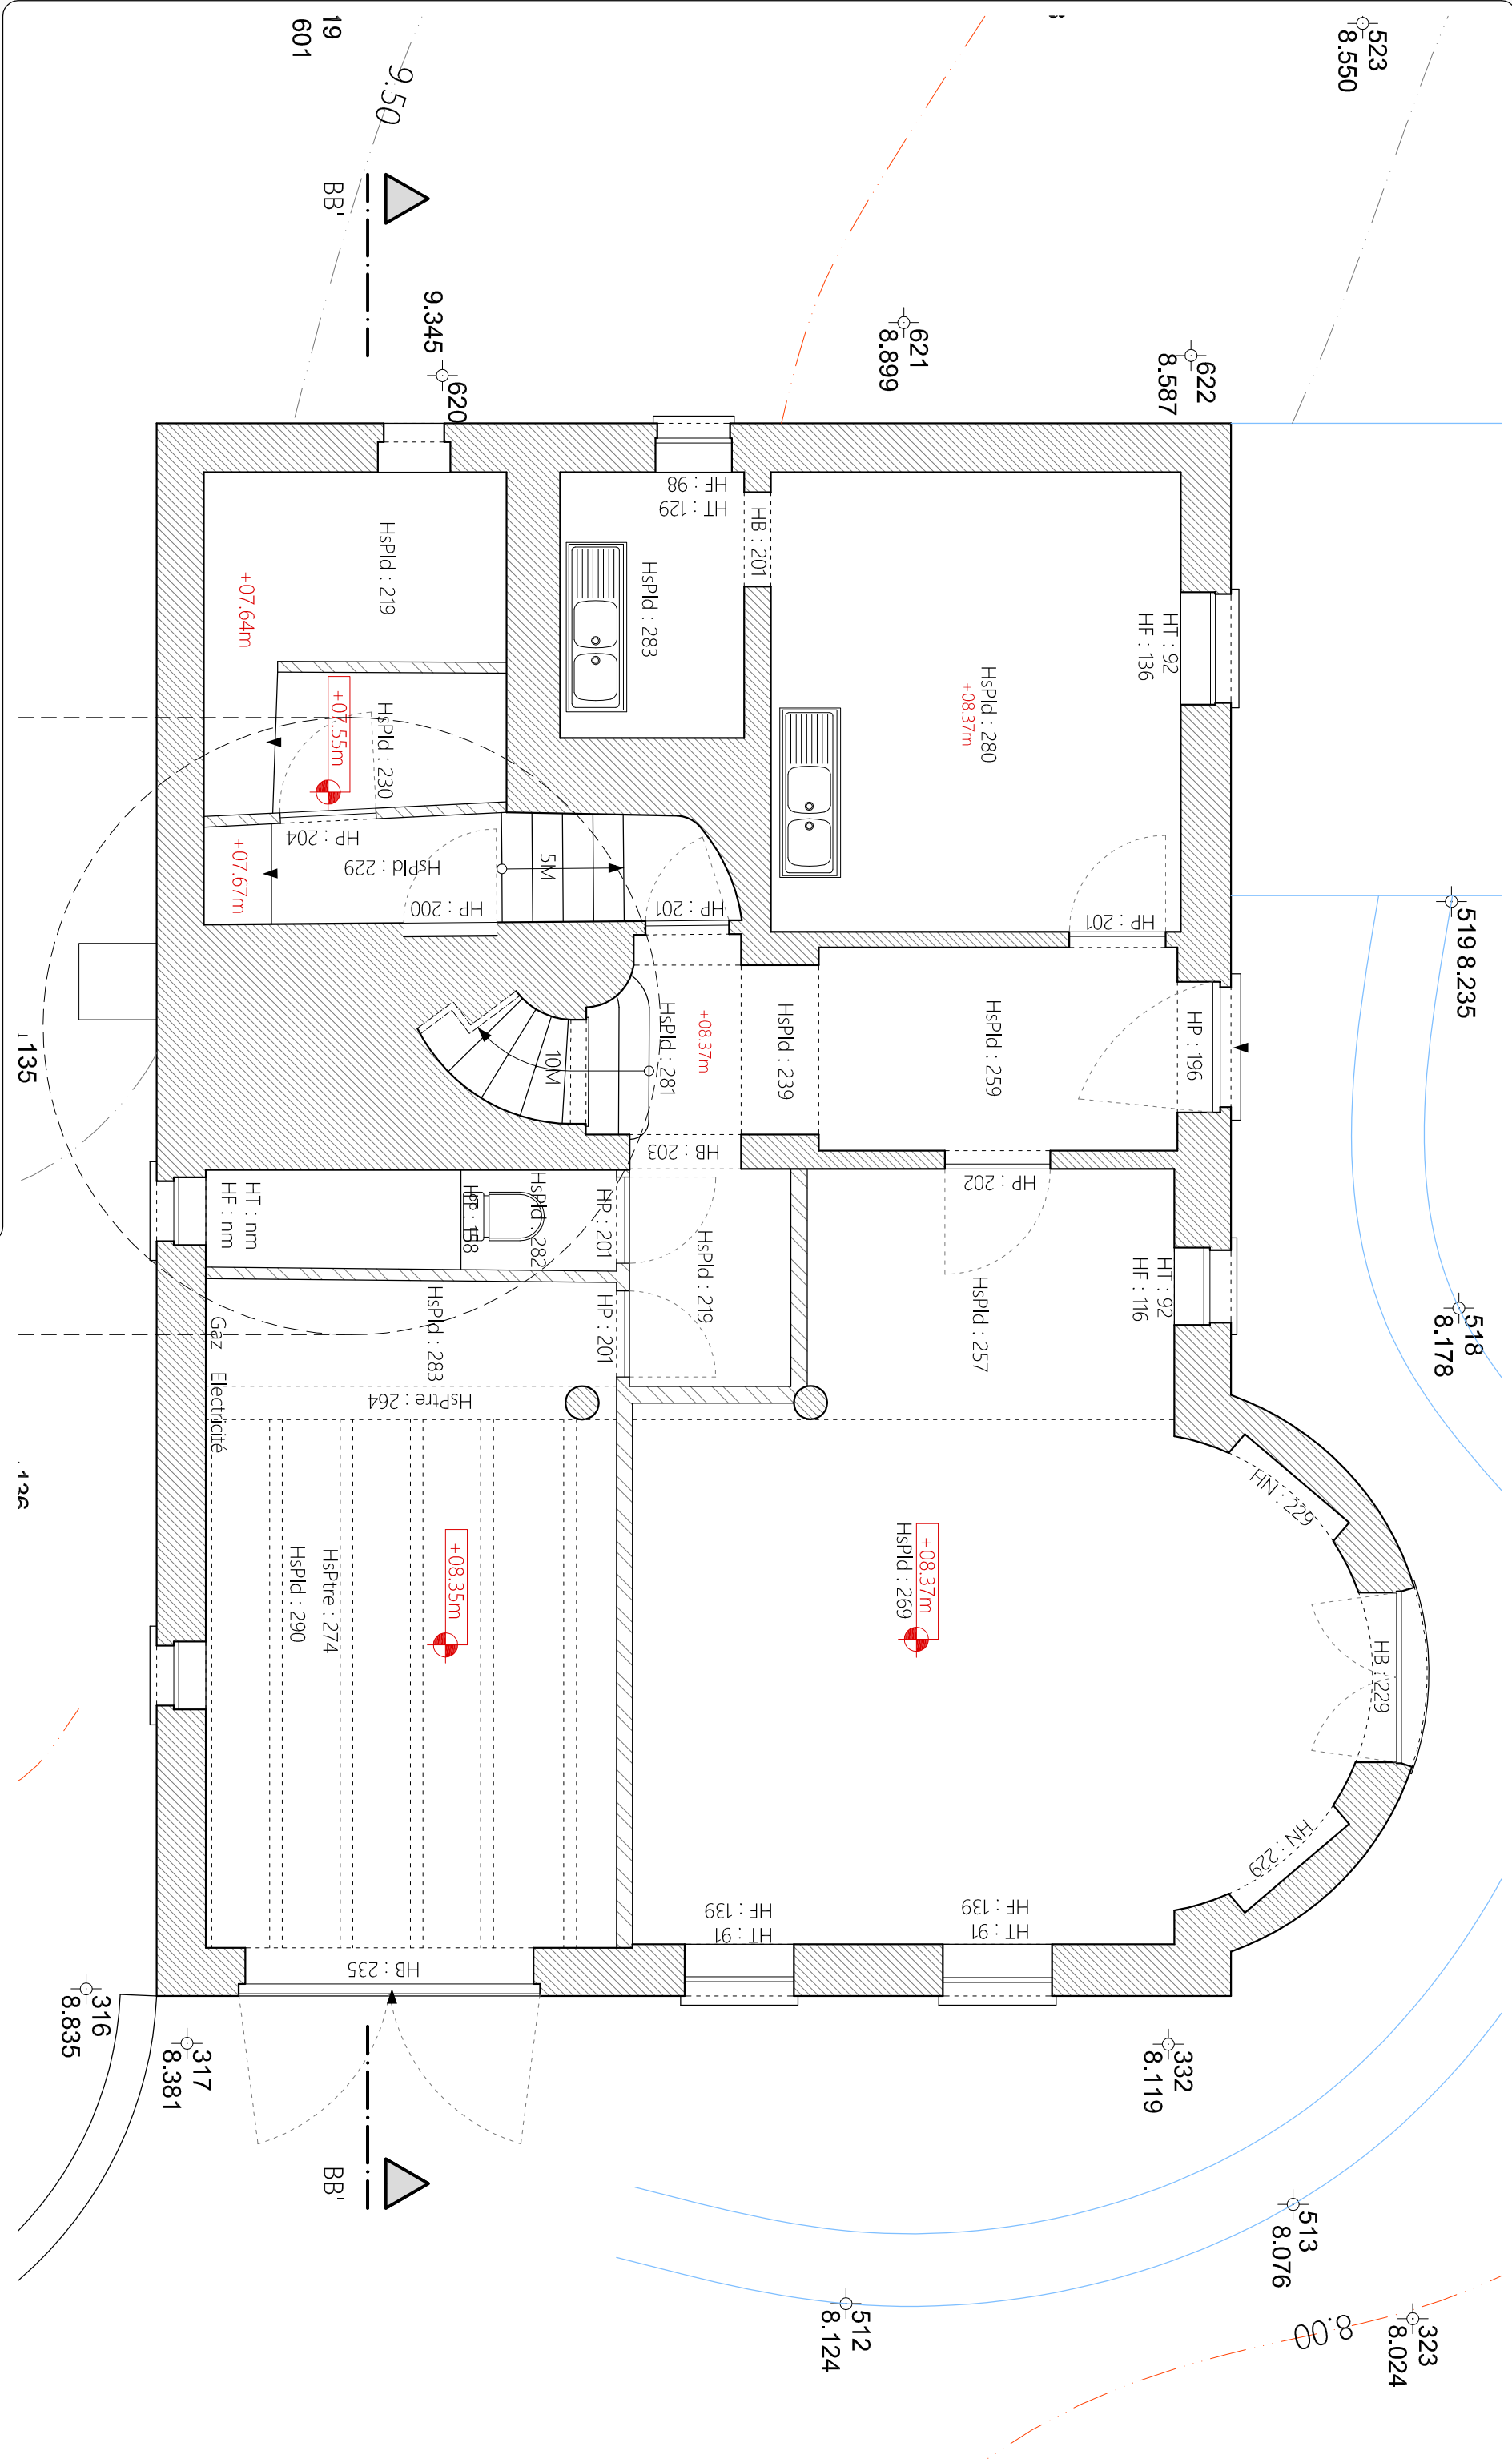 19
601
9.50
523
8.550
BB'
9.345
620
621
8.899
622
8.587
HF : 98
HT : 129
HB : 201
HsPld : 219
HsPld : 283
+07.64m
HT : 92
HF : 136
HsPld : 280
+08.37m
+07.55m
HsPld : 230
HP : 204
HsPld : 229
+07.67m
5M
HP : 200
HP : 201
HP : 201
519 8.235
HsPld : 281
+08.37m
HsPld : 239
HsPld : 259
HP : 196
10M
135
HB : 203
HP : 202
HT : nm
HF : nm
HP : 158
HsPld : 282
HP : 201
HsPld : 219
HT : 92
HF : 116
518
8.178
HsPld : 257
HsPld : 283
HP : 201
Gaz
Electricité
HsPtre : 264
HN : 229
HsPtre : 274
HsPld : 290
+08.35m
+08.37m
HsPld : 269
HB : 229
HN : 229
HF : 139
HT : 91
HF : 139
HT : 91
HB : 235
316
8.835
317
8.381
332
8.119
BB'
513
8.076
512
8.124
8.00
323
8.024